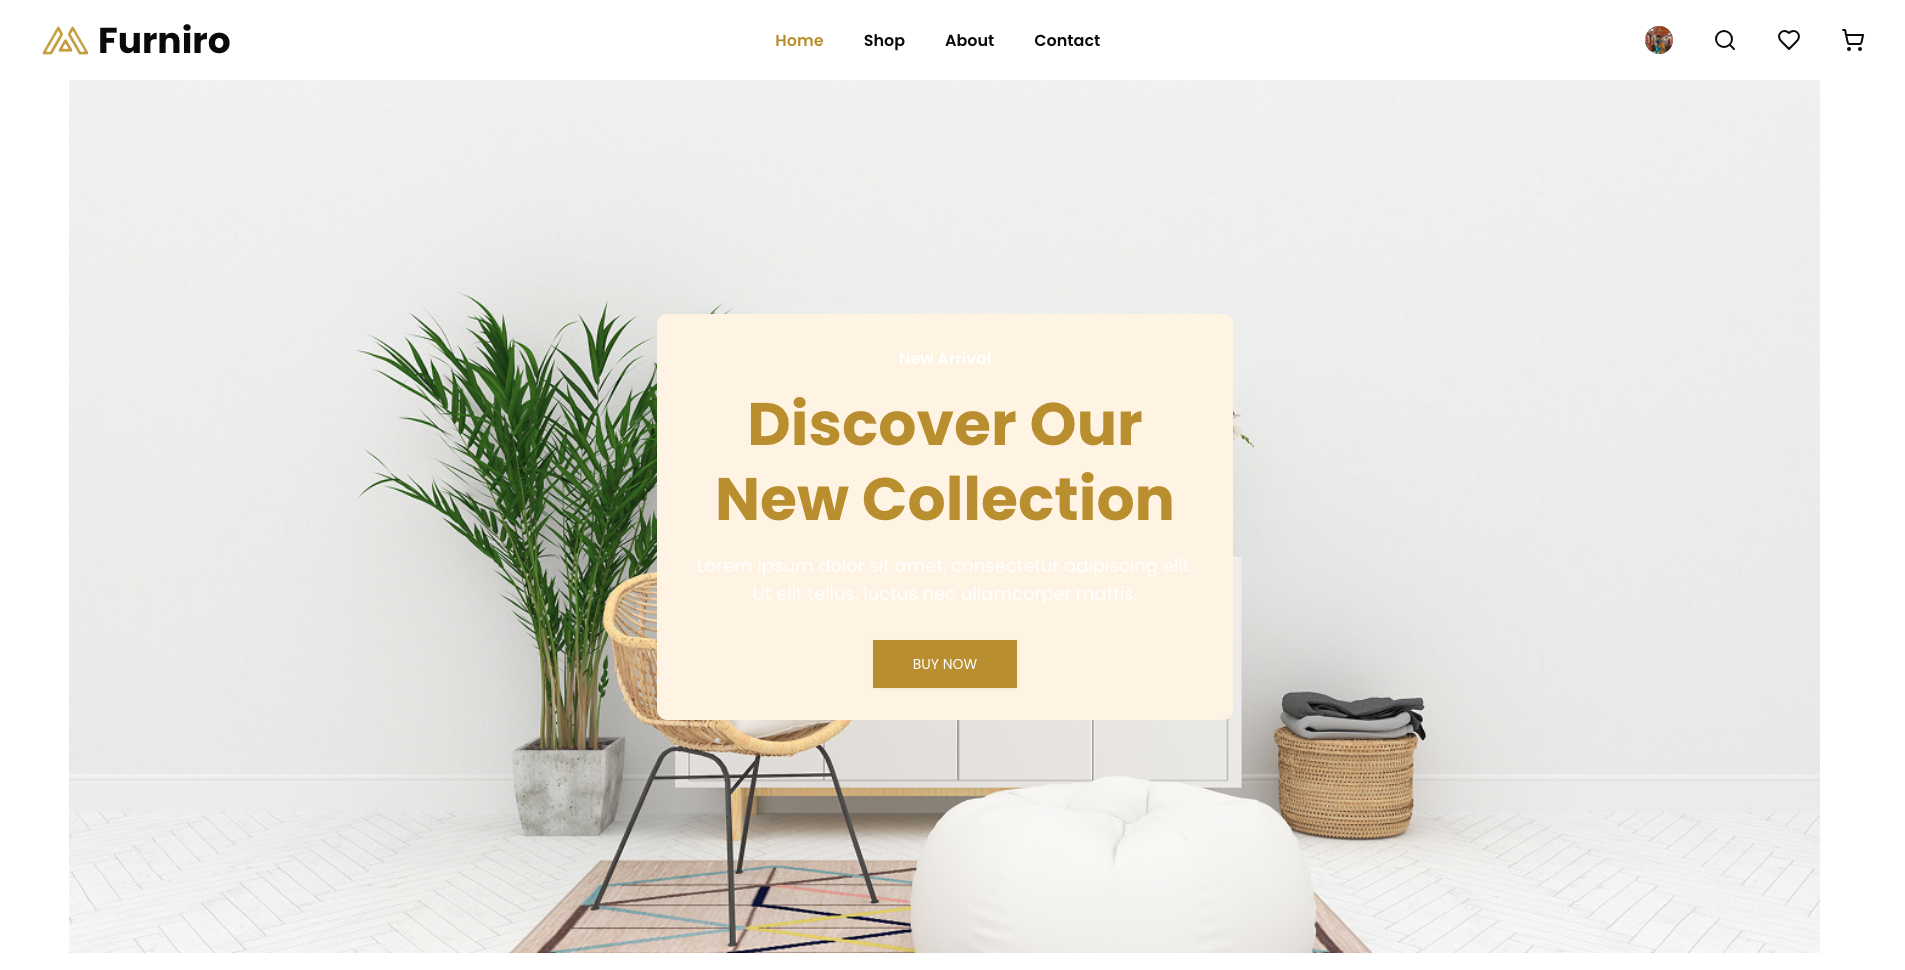 Furniro
Home Shop About Contact
New Arrival
Discover Our
New Collection
Lorem ipsum dolor sit amet, consectetur adipiscing elit.
Ut elit tellus, luctus nec ullamcorper mattis.
BUY NOW